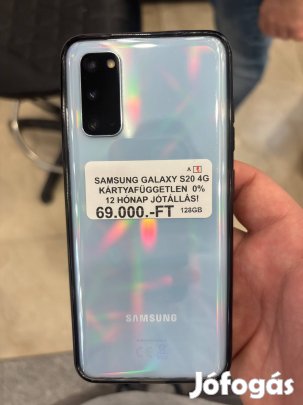 SAMSUNG GALAXY S20 4G
KÁRTYAFÜGGETLEN 0%
12 HÓNAP JÓTÁLLÁS!
69.000.-FT 128GB
SAMSUNG
Jófogás